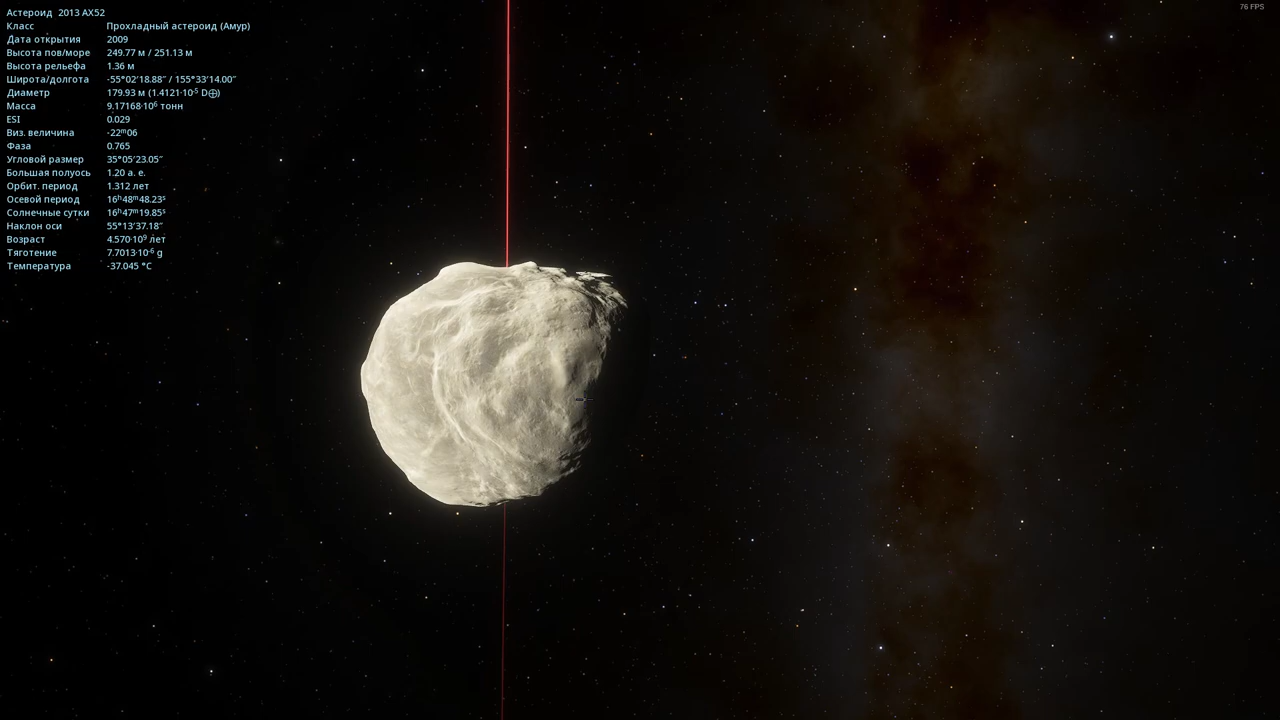 Астероид 2013 AX52
Класс Прохладный астероид (Амур)
Дата открытия 2009
Высота пов/море 249.77 м / 251.13 м
Высота рельефа 1.36 м
Широта/долгота -55°02′18.88″ / 155°33′14.00″
Диаметр 179.93 м (1.4121·10⁻⁵ D⊕)
Масса 9.17168·10⁶ тонн
ESI 0.029
Виз. величина -22ᵐ06
Фаза 0.765
Угловой размер 35°05′23.05″
Большая полуось 1.20 а. е.
Орбит. период 1.312 лет
Осевой период 16ʰ48ᵐ48.23ˢ
Солнечные сутки 16ʰ47ᵐ19.85ˢ
Наклон оси 55°13′37.18″
Возраст 4.570·10⁹ лет
Тяготение 7.7013·10⁻⁶ g
Температура -37.045 °C
76 FPS